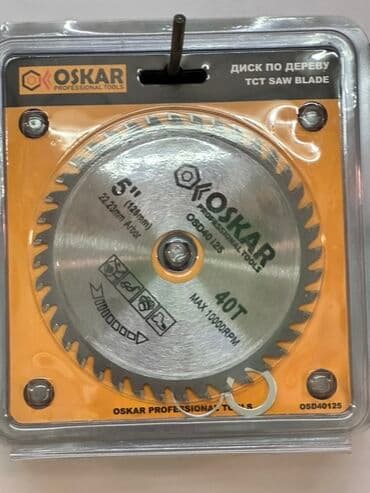 OSKAR
PROFESSIONAL TOOLS
ДИСК ПО ДЕРЕВУ
TCT SAW BLADE
5"
(125mm)
22.23mm Arbor
OSKAR
PROFESSIONAL TOOLS
OSD40125
40T
MAX 10000RPM
OSKAR PROFESSIONAL TOOLS
OSD40125